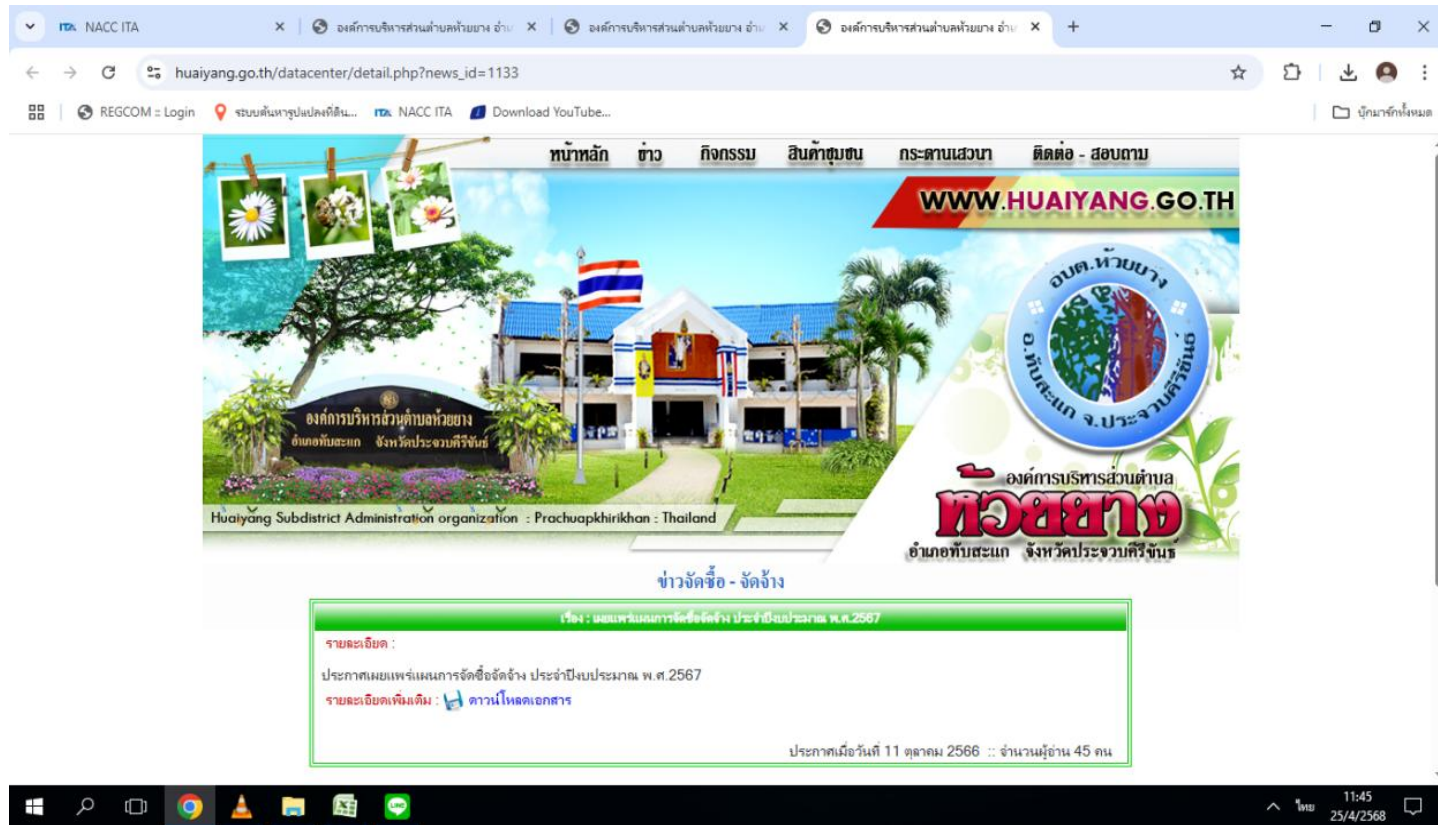 NACC ITA
องค์การบริหารส่วนตำบลห้วยยาง อำเ
องค์การบริหารส่วนตำบลห้วยยาง อำเ
องค์การบริหารส่วนตำบลห้วยยาง อำเ
huaiyang.go.th/datacenter/detail.php?news_id=1133
REGCOM :: Login
ระบบค้นหารูปแปลงที่ดิน...
NACC ITA
Download YouTube...
บุ๊กมาร์กทั้งหมด
หน้าหลัก ข่าว กิจกรรม สินค้าชุมชน กระดานเสวนา ติดต่อ - สอบถาม
WWW.HUAIYANG.GO.TH
อบต.ห้วยยาง
อ.ทับสะแก จ.ประจวบคีรีขันธ์
องค์การบริหารส่วนตำบลห้วยยาง
อำเภอทับสะแก จังหวัดประจวบคีรีขันธ์
องค์การบริหารส่วนตำบล
ห้วยยาง
อำเภอทับสะแก จังหวัดประจวบคีรีขันธ์
Huaiyang Subdistrict Administration organization : Prachuapkhirikhan : Thailand
ข่าวจัดซื้อ - จัดจ้าง
เรื่อง : เผยแพร่แผนการจัดซื้อจัดจ้าง ประจำปีงบประมาณ พ.ศ.2567
รายละเอียด :
ประกาศเผยแพร่แผนการจัดซื้อจัดจ้าง ประจำปีงบประมาณ พ.ศ.2567
รายละเอียดเพิ่มเติม : ดาวน์โหลดเอกสาร
ประกาศเมื่อวันที่ 11 ตุลาคม 2566 :: จำนวนผู้อ่าน 45 คน
ไทย
11:45
25/4/2568